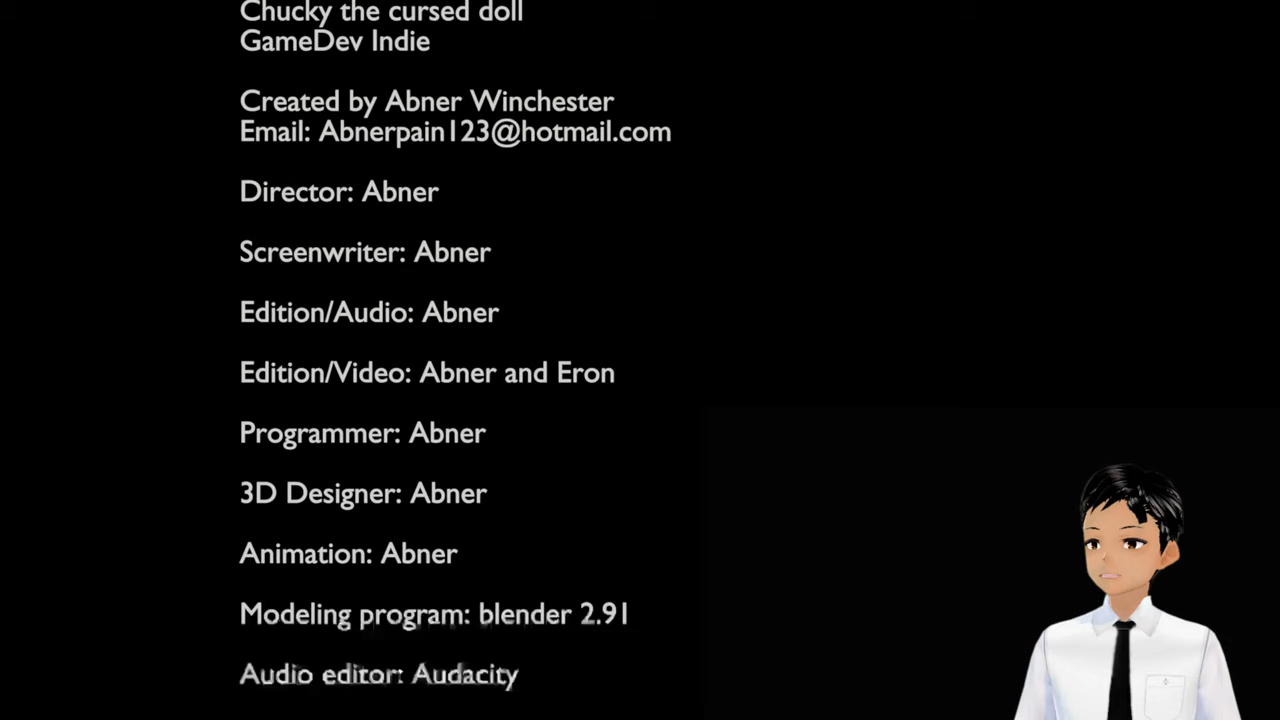 Chucky the cursed doll
GameDev Indie
Created by Abner Winchester
Email: Abnerpain123@hotmail.com
Director: Abner
Screenwriter: Abner
Edition/Audio: Abner
Edition/Video: Abner and Eron
Programmer: Abner
3D Designer: Abner
Animation: Abner
Modeling program: blender 2.91
Audio editor: Audacity